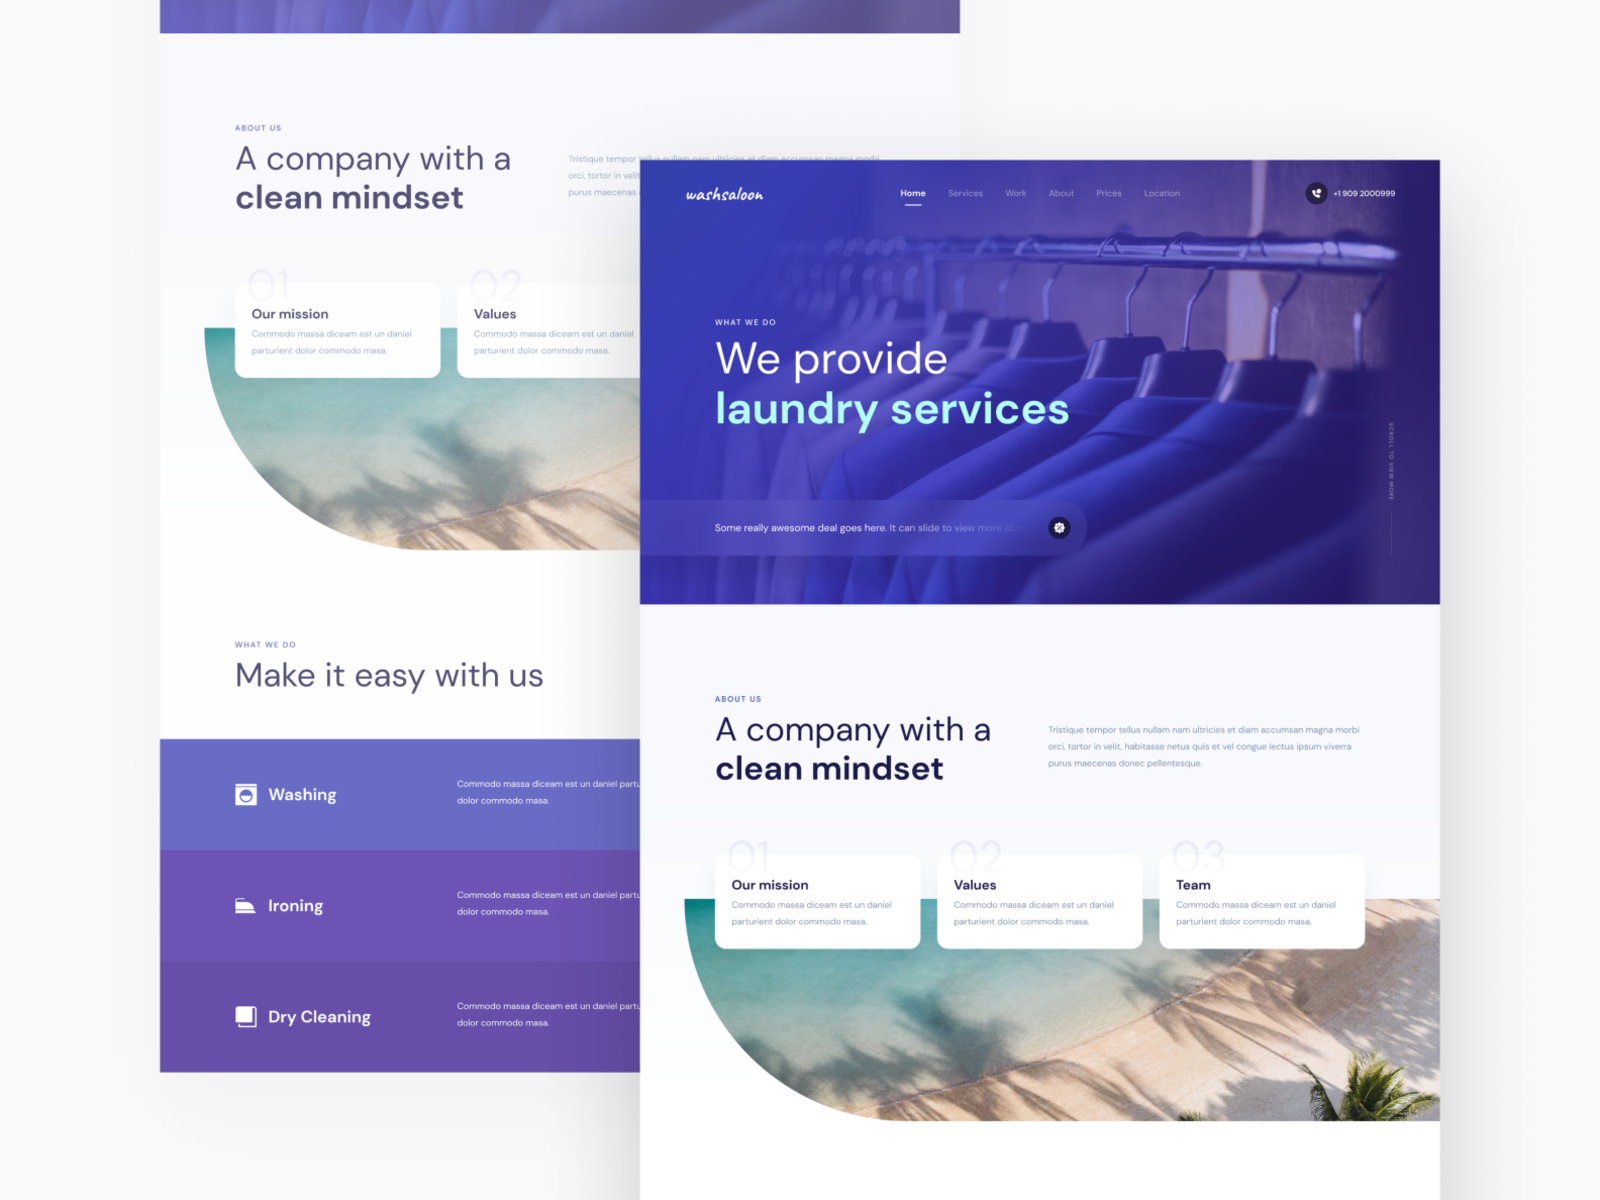 ABOUT US
A company with a
clean mindset
Tristique tempor tellus nullam nam ultricies et diam accumsan magna morbi
orci, tortor in velit
purus maecenas
01
Our mission
Commodo massa diceam est un daniel
parturient dolor commodo masa.
02
Values
Commodo massa diceam est un daniel
parturient dolor commodo masa.
WHAT WE DO
Make it easy with us
Washing
Commodo massa diceam est un daniel partu
dolor commodo masa.
Ironing
Commodo massa diceam est un daniel partu
dolor commodo masa.
Dry Cleaning
Commodo massa diceam est un daniel partu
dolor commodo masa.
washsaloon
Home
Services
Work
About
Prices
Location
+1 909 2000999
WHAT WE DO
We provide
laundry services
SCROLL TO VIEW MORE
Some really awesome deal goes here. It can slide to view more
ABOUT US
A company with a
clean mindset
Tristique tempor tellus nullam nam ultricies et diam accumsan magna morbi
orci, tortor in velit, habitasse netus quis et vel congue lectus ipsum viverra
purus maecenas donec pellentesque.
01
Our mission
Commodo massa diceam est un daniel
parturient dolor commodo masa.
02
Values
Commodo massa diceam est un daniel
parturient dolor commodo masa.
03
Team
Commodo massa diceam est un daniel
parturient dolor commodo masa.